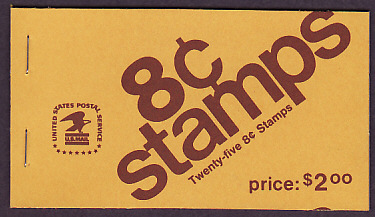 8¢
stamps
Twenty-five 8¢ Stamps
UNITED STATES POSTAL SERVICE
U.S.MAIL
price: $2.00